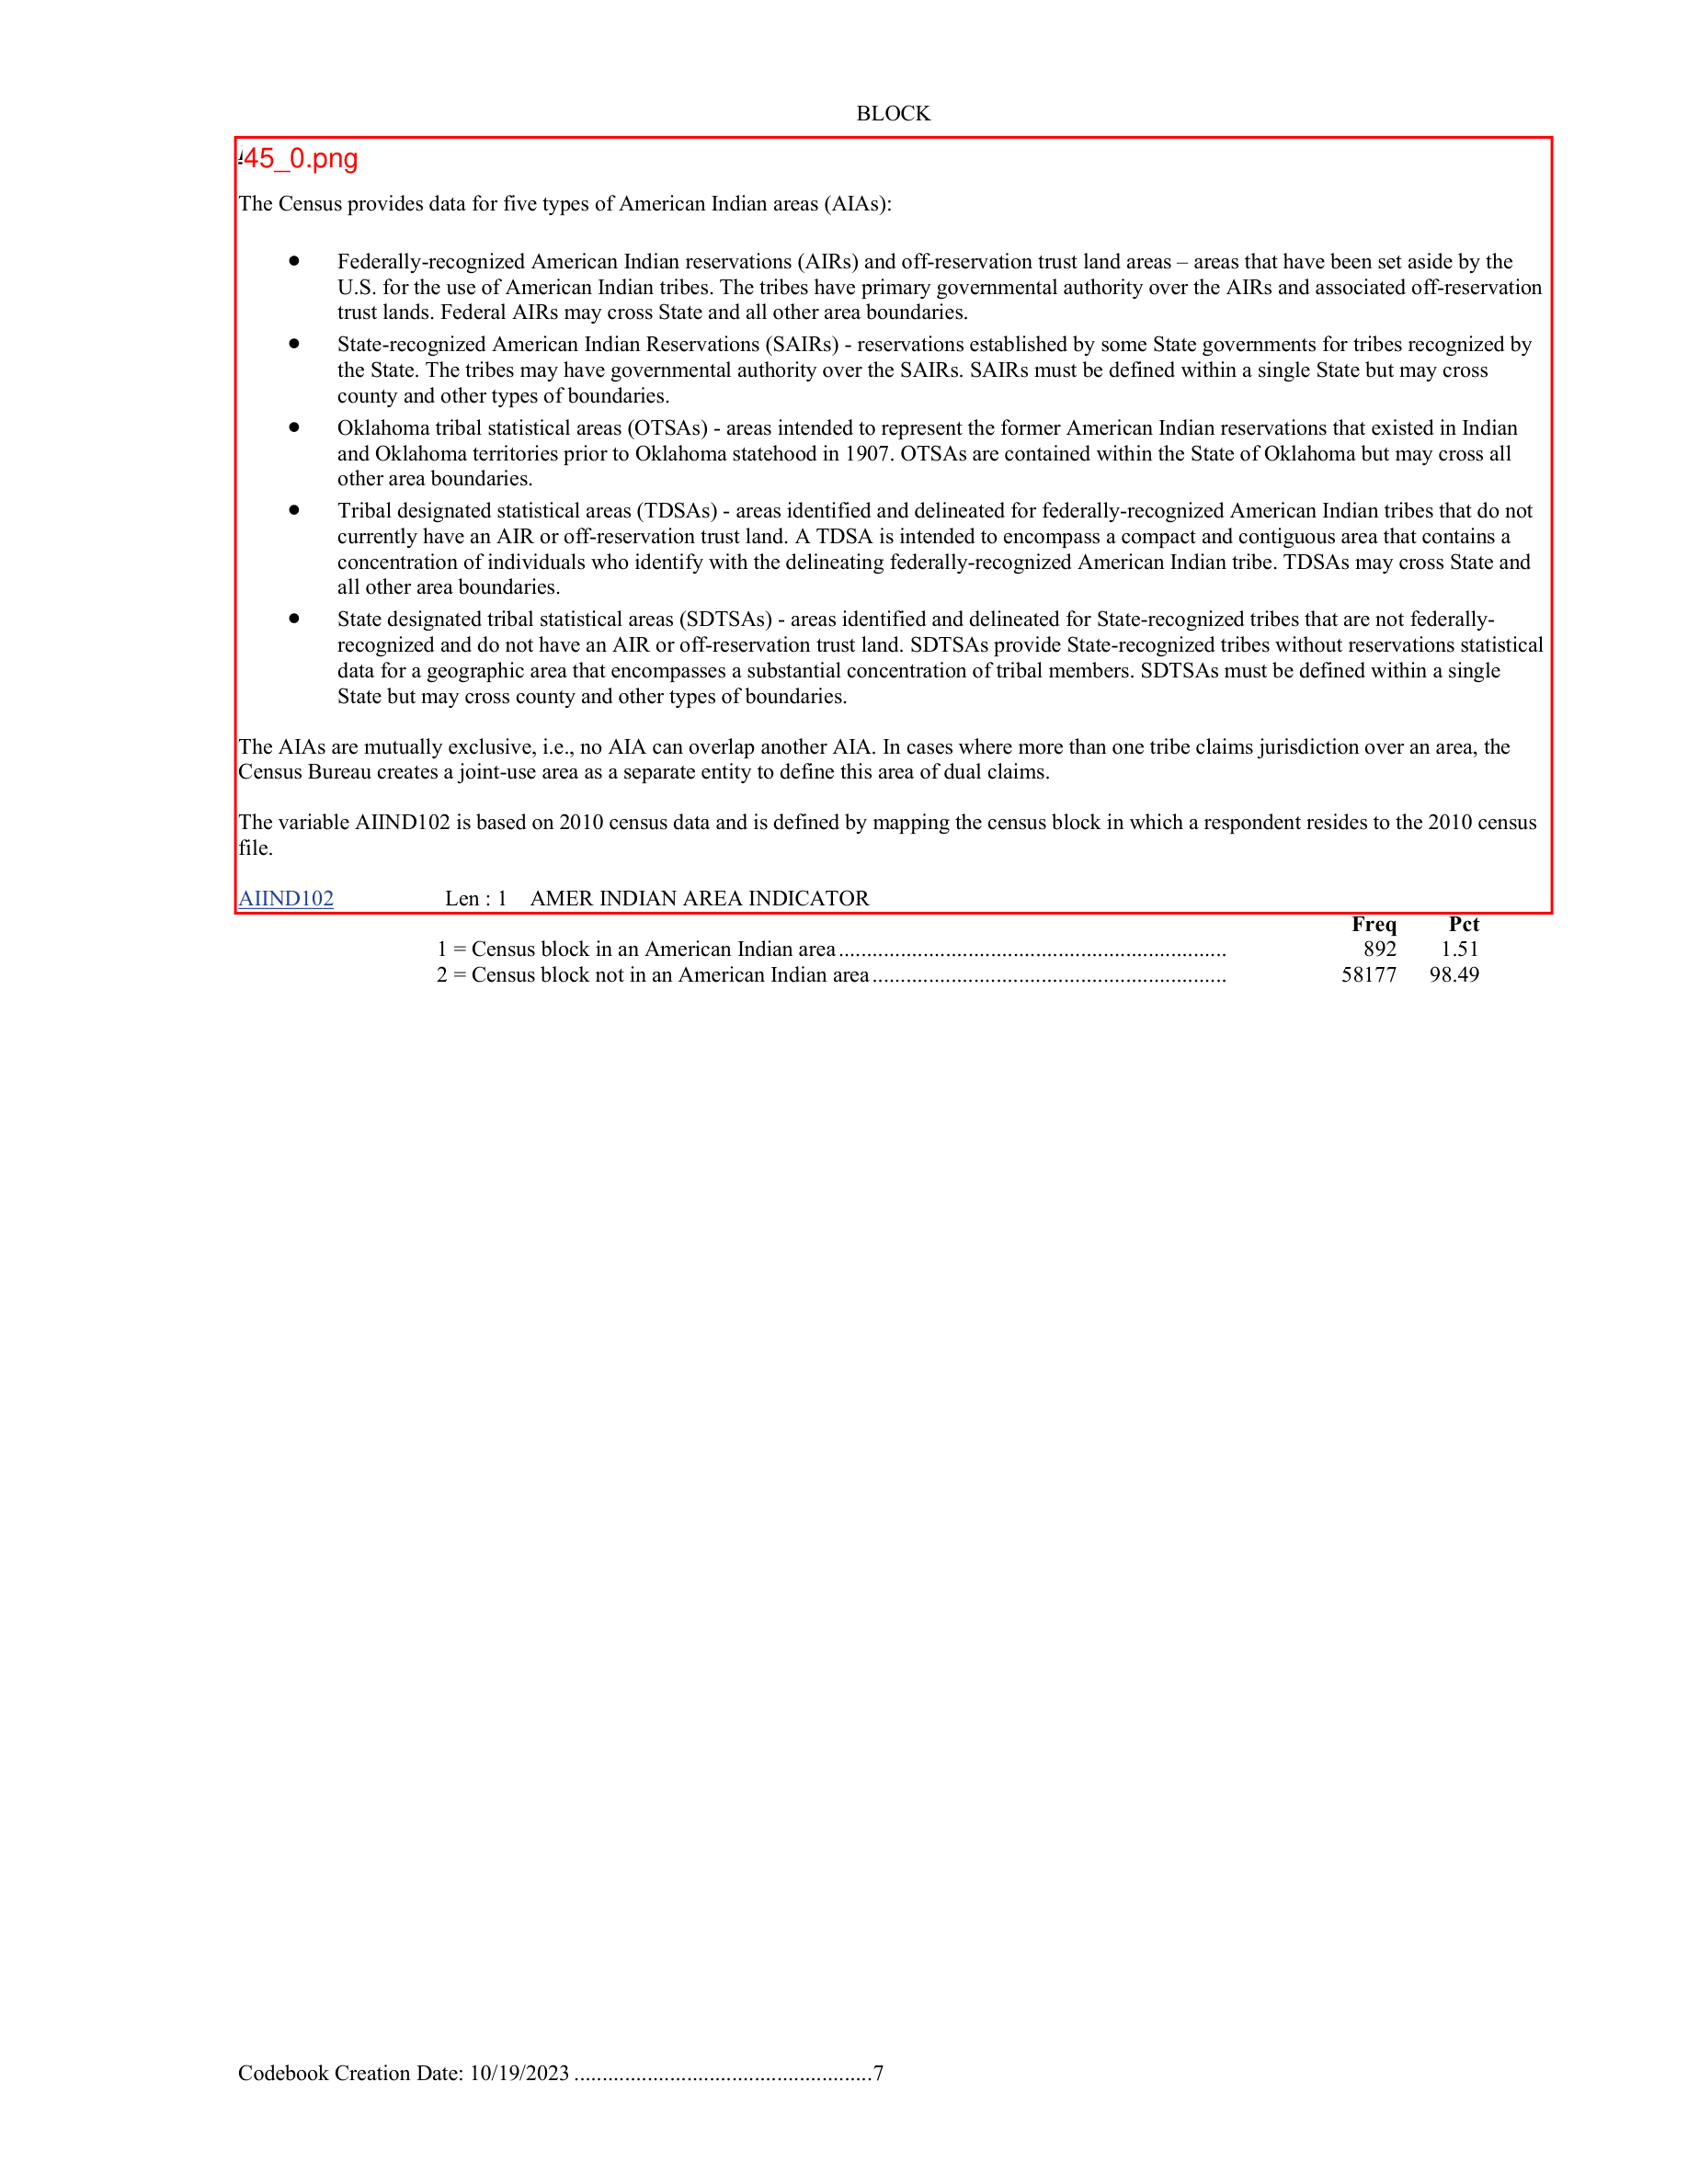 BLOCK
45_0.png
The Census provides data for five types of American Indian areas (AIAs):
● Federally-recognized American Indian reservations (AIRs) and off-reservation trust land areas – areas that have been set aside by the
U.S. for the use of American Indian tribes. The tribes have primary governmental authority over the AIRs and associated off-reservation
trust lands. Federal AIRs may cross State and all other area boundaries.
● State-recognized American Indian Reservations (SAIRs) - reservations established by some State governments for tribes recognized by
the State. The tribes may have governmental authority over the SAIRs. SAIRs must be defined within a single State but may cross
county and other types of boundaries.
● Oklahoma tribal statistical areas (OTSAs) - areas intended to represent the former American Indian reservations that existed in Indian
and Oklahoma territories prior to Oklahoma statehood in 1907. OTSAs are contained within the State of Oklahoma but may cross all
other area boundaries.
● Tribal designated statistical areas (TDSAs) - areas identified and delineated for federally-recognized American Indian tribes that do not
currently have an AIR or off-reservation trust land. A TDSA is intended to encompass a compact and contiguous area that contains a
concentration of individuals who identify with the delineating federally-recognized American Indian tribe. TDSAs may cross State and
all other area boundaries.
● State designated tribal statistical areas (SDTSAs) - areas identified and delineated for State-recognized tribes that are not federally-
recognized and do not have an AIR or off-reservation trust land. SDTSAs provide State-recognized tribes without reservations statistical
data for a geographic area that encompasses a substantial concentration of tribal members. SDTSAs must be defined within a single
State but may cross county and other types of boundaries.
The AIAs are mutually exclusive, i.e., no AIA can overlap another AIA. In cases where more than one tribe claims jurisdiction over an area, the
Census Bureau creates a joint-use area as a separate entity to define this area of dual claims.
The variable AIIND102 is based on 2010 census data and is defined by mapping the census block in which a respondent resides to the 2010 census
file.
AIIND102 Len : 1 AMER INDIAN AREA INDICATOR
Freq Pct
1 = Census block in an American Indian area..................................................................... 892 1.51
2 = Census block not in an American Indian area............................................................... 58177 98.49
Codebook Creation Date: 10/19/2023 .....................................................7